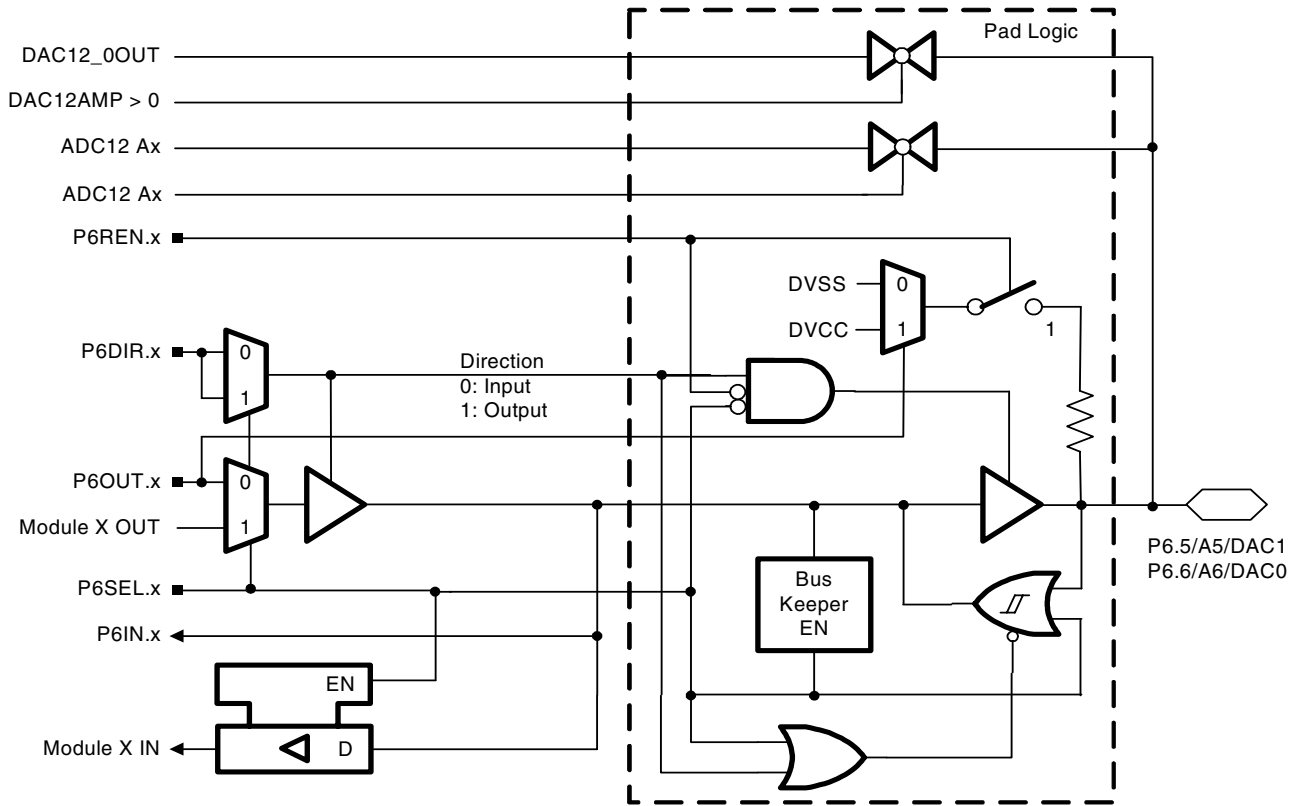 Pad Logic
DAC12_0OUT
DAC12AMP > 0
ADC12 Ax
ADC12 Ax
P6REN.x
DVSS
0
DVCC
1
1
P6DIR.x
0
1
Direction
0: Input
1: Output
P6OUT.x
0
Module X OUT
1
P6SEL.x
P6IN.x
Bus
Keeper
EN
P6.5/A5/DAC1
P6.6/A6/DAC0
EN
Module X IN
D